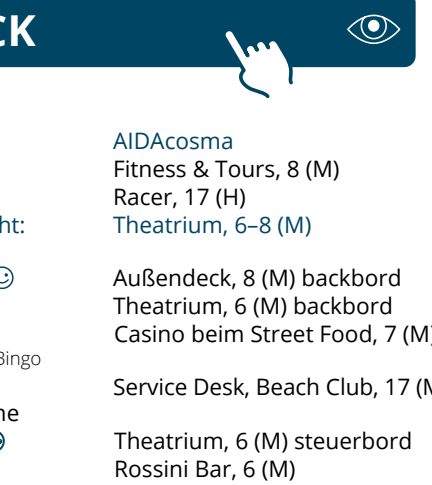 CK
AIDAcosma
Fitness & Tours, 8 (M)
Racer, 17 (H)
ht: Theatrium, 6–8 (M)
Außendeck, 8 (M) backbord
Theatrium, 6 (M) backbord
Casino beim Street Food, 7 (M)
Bingo
Service Desk, Beach Club, 17 (M
ne
Theatrium, 6 (M) steuerbord
Rossini Bar, 6 (M)